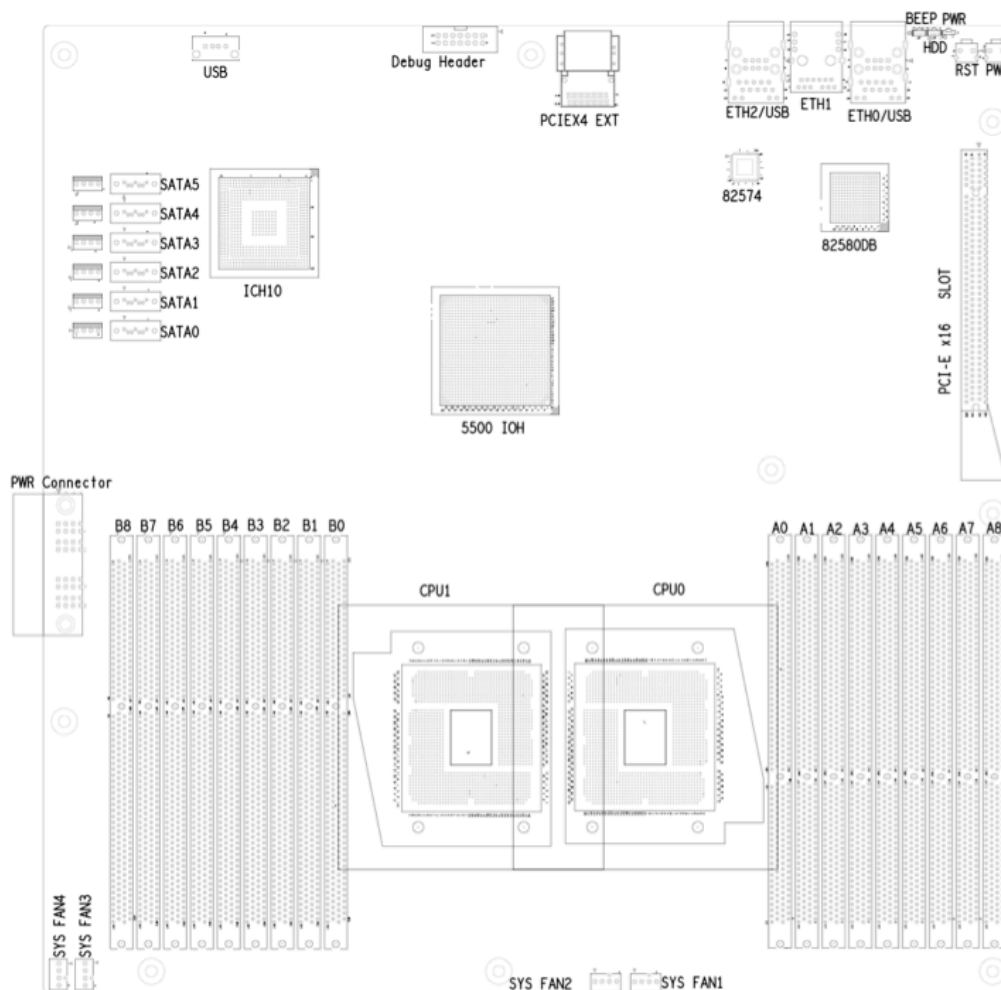 BEEP PWR
HDD
USB
Debug Header
RST PW
PCIEX4 EXT
ETH2/USB
ETH1
ETH0/USB
82574
82580DB
SATA5
SATA4
SATA3
SATA2
SATA1
SATA0
ICH10
PCI-E x16 SLOT
5500 IOH
PWR Connector
B8 B7 B6 B5 B4 B3 B2 B1 B0
A0 A1 A2 A3 A4 A5 A6 A7 A8
CPU1
CPU0
SYS FAN4
SYS FAN3
SYS FAN2
SYS FAN1